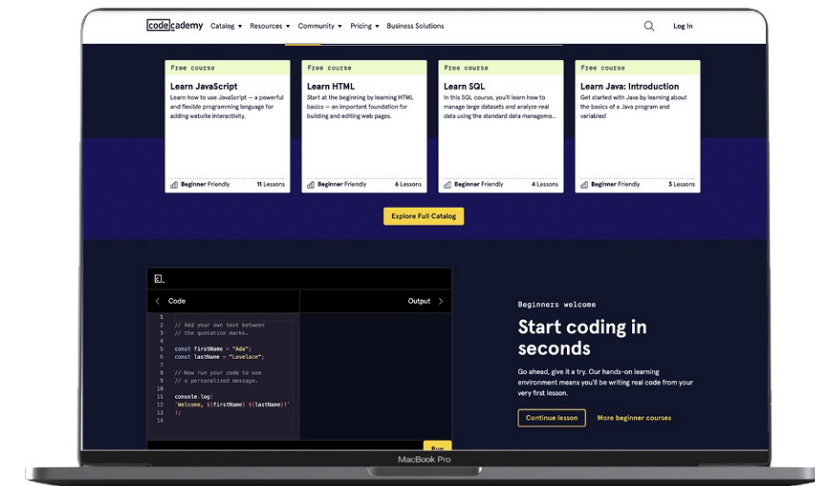 codecademy Catalog Resources Community Pricing Business Solutions Log In
Free course
Learn JavaScript
Learn how to use JavaScript — a powerful
and flexible programming language for
adding website interactivity.
Beginner Friendly 11 Lessons
Free course
Learn HTML
Start at the beginning by learning HTML
basics — an important foundation for
building and editing web pages.
Beginner Friendly 6 Lessons
Free course
Learn SQL
In this SQL course, you'll learn how to
manage large datasets and analyze real
data using the standard data manageme...
Beginner Friendly 4 Lessons
Free course
Learn Java: Introduction
Get started with Java by learning about
the basics of a Java program and
variables!
Beginner Friendly 3 Lessons
Explore Full Catalog
c_
Code Output
1
2 // Add your own text between
3 // the quotation marks.
4
5 const firstName = "Ada";
6 const lastName = "Lovelace";
7
8 // Now run your code to see
9 // a personalized message.
10
11 console.log(
12 `Welcome, ${firstName} ${lastName}!`
13 );
14
Run
Beginners welcome
Start coding in
seconds
Go ahead, give it a try. Our hands-on learning
environment means you'll be writing real code from your
very first lesson.
Continue lesson More beginner courses
MacBook Pro